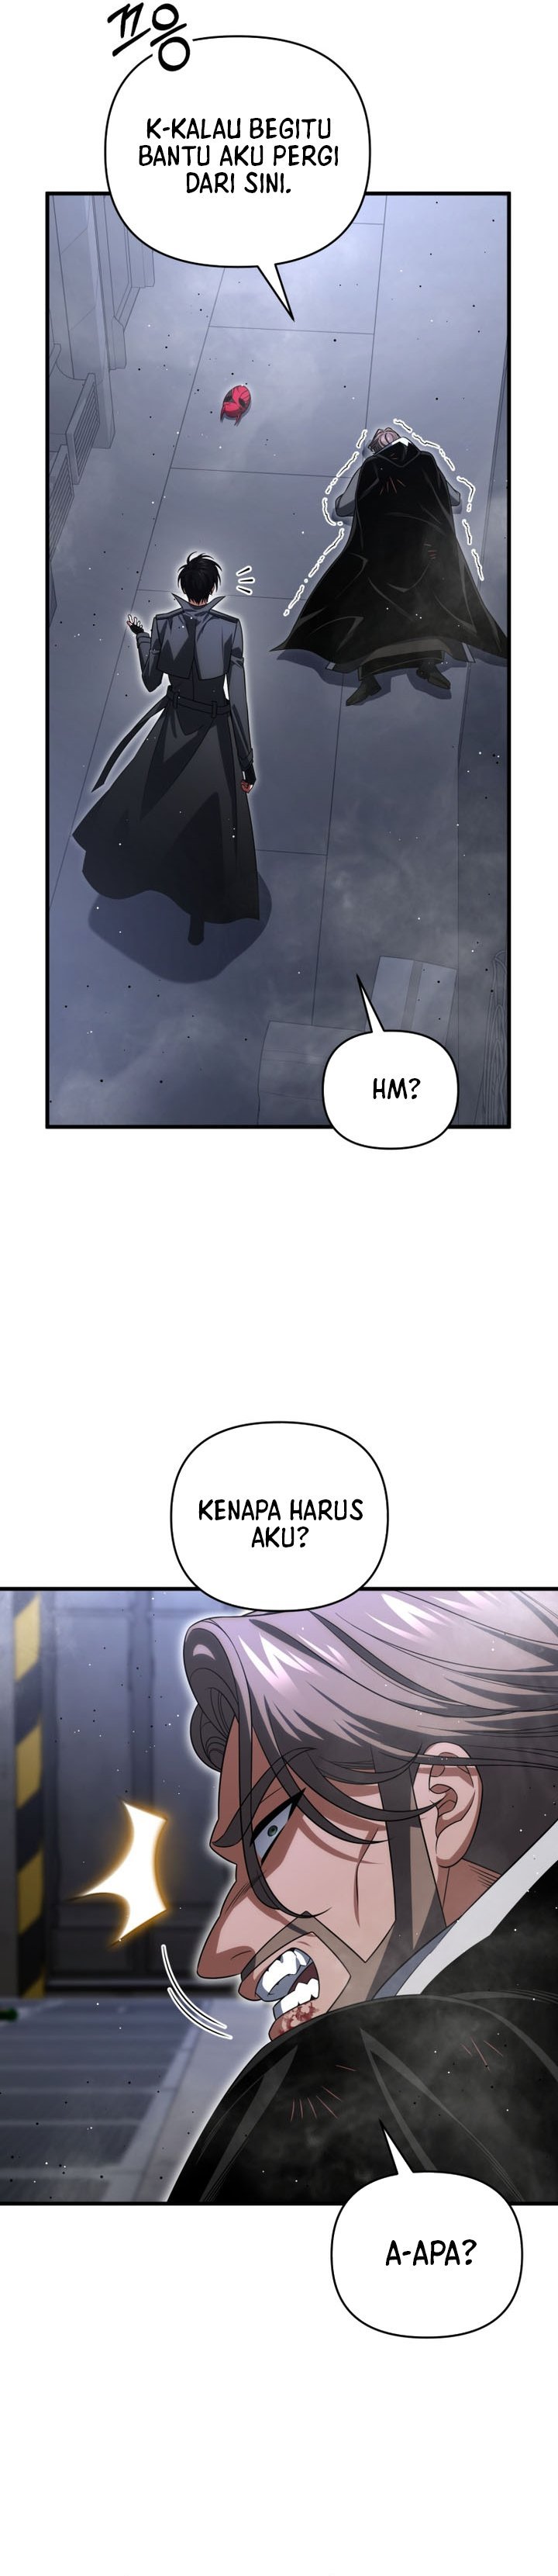 끄응
K-KALAU BEGITU
BANTU AKU PERGI
DARI SINI.
HM?
KENAPA HARUS
AKU?
A-APA?